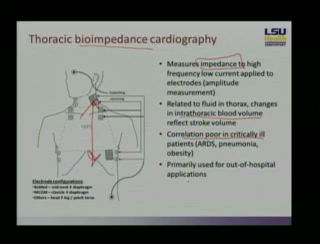 Thoracic bioimpedance cardiography
LSU
Health
• Measures impedance to high
frequency low current applied to
electrodes (amplitude
measurement)
• Related to fluid in thorax, changes
in intrathoracic blood volume
reflect stroke volume
• Correlation poor in critically ill
patients (ARDS, pneumonia,
obesity)
• Primarily used for out-of-hospital
applications
Electrode configurations